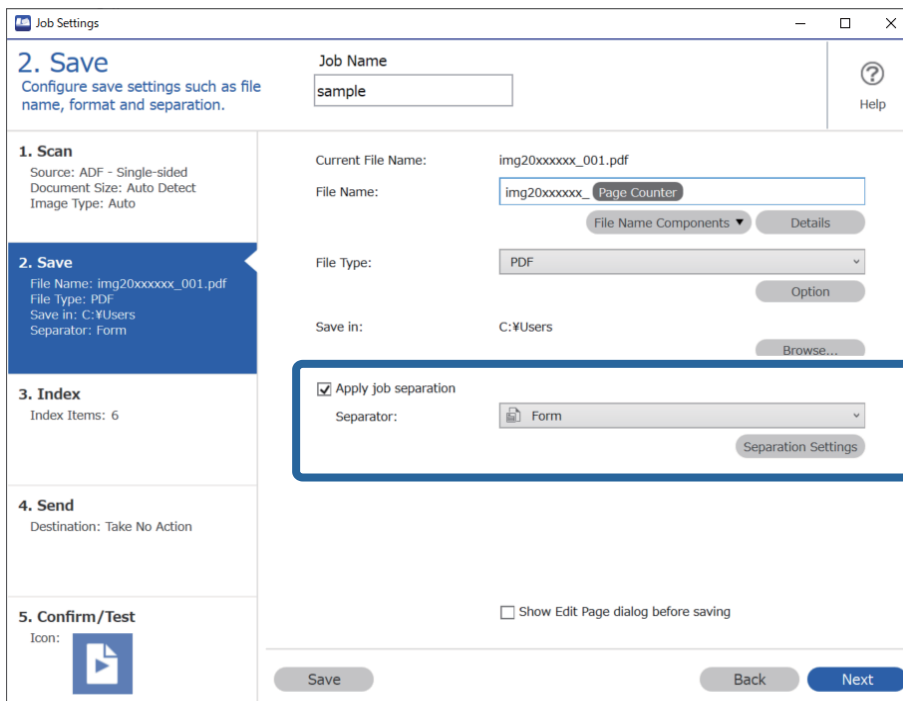 Job Settings
2. Save
Configure save settings such as file
name, format and separation.
Job Name
sample
Help
1. Scan
Source: ADF - Single-sided
Document Size: Auto Detect
Image Type: Auto
2. Save
File Name: img20xxxxxx_001.pdf
File Type: PDF
Save in: C:¥Users
Separator: Form
3. Index
Index Items: 6
4. Send
Destination: Take No Action
5. Confirm/Test
Icon:
Current File Name: img20xxxxxx_001.pdf
File Name: img20xxxxxx_ Page Counter
File Name Components ▼ Details
File Type: PDF
Option
Save in: C:¥Users
Browse...
Apply job separation
Separator: Form
Separation Settings
Show Edit Page dialog before saving
Save Back Next